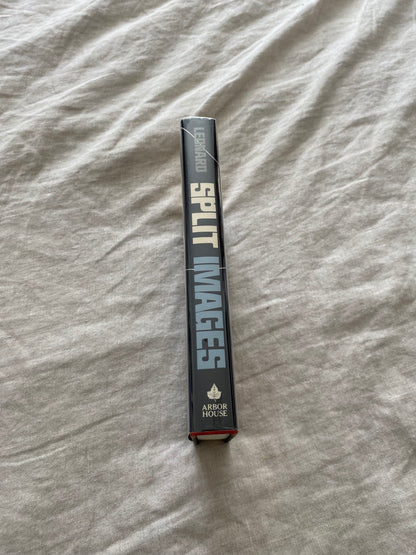 LEONARD
SPLIT IMAGES
ARBOR
HOUSE